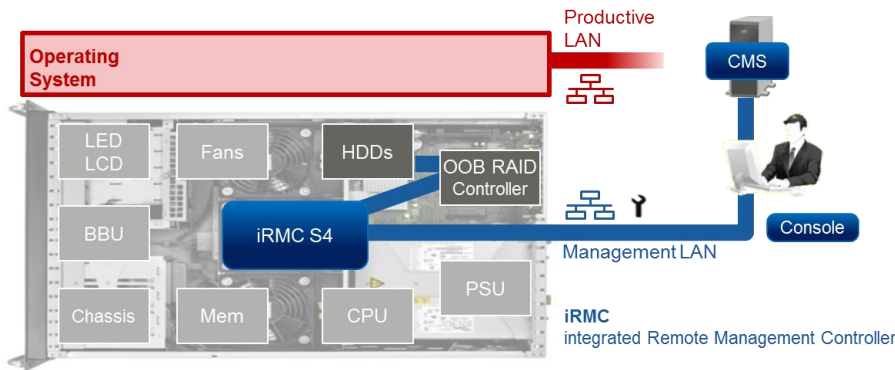 Productive
LAN
Operating
System
CMS
LED
LCD
Fans
HDDs
OOB RAID
Controller
BBU
iRMC S4
Console
Management LAN
Chassis
Mem
CPU
PSU
iRMC
integrated Remote Management Controller